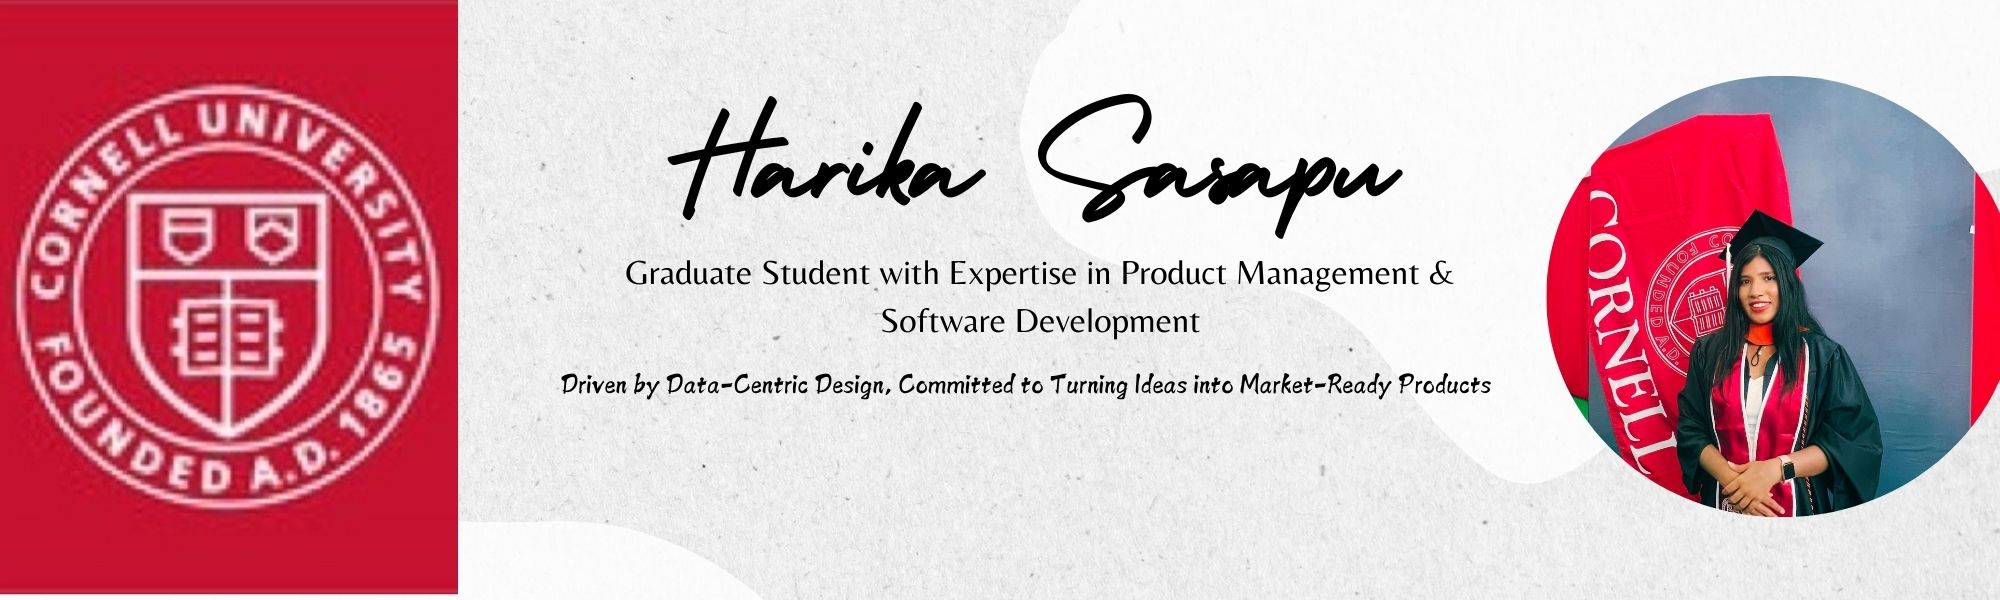 CORNELL UNIVERSITY
FOUNDED A.D. 1865
Harika Sasapu
Graduate Student with Expertise in Product Management &
Software Development
Driven by Data-Centric Design, Committed to Turning Ideas into Market-Ready Products
CORNELL
FOUNDED A.D.